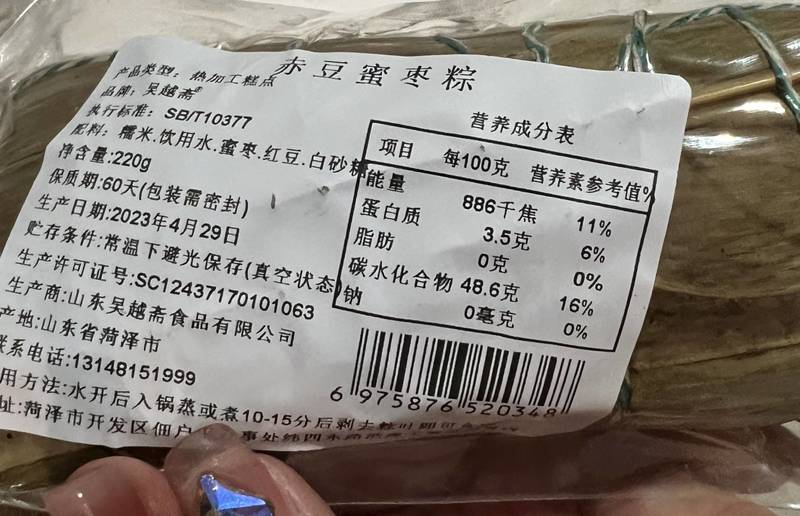 赤豆蜜枣粽
产品类型：热加工糕点
品牌：吴越斋®
执行标准：SB/T10377
配料：糯米.饮用水.蜜枣.红豆.白砂糖
净含量:220g
保质期:60天(包装需密封)
生产日期:2023年4月29日
贮存条件:常温下避光保存(真空状态)
生产许可证号:SC12437170101063
生产商:山东吴越斋食品有限公司
产地:山东省菏泽市
联系电话:13148151999
用方法:水开后入锅蒸或煮10-15分后剥去粽叶即可
址:菏泽市开发区佃户
营养成分表
项目 每100克 营养素参考值%
能量 886千焦 11%
蛋白质 3.5克 6%
脂肪 0克 0%
碳水化合物 48.6克 16%
钠 0毫克 0%
6 975876 520348